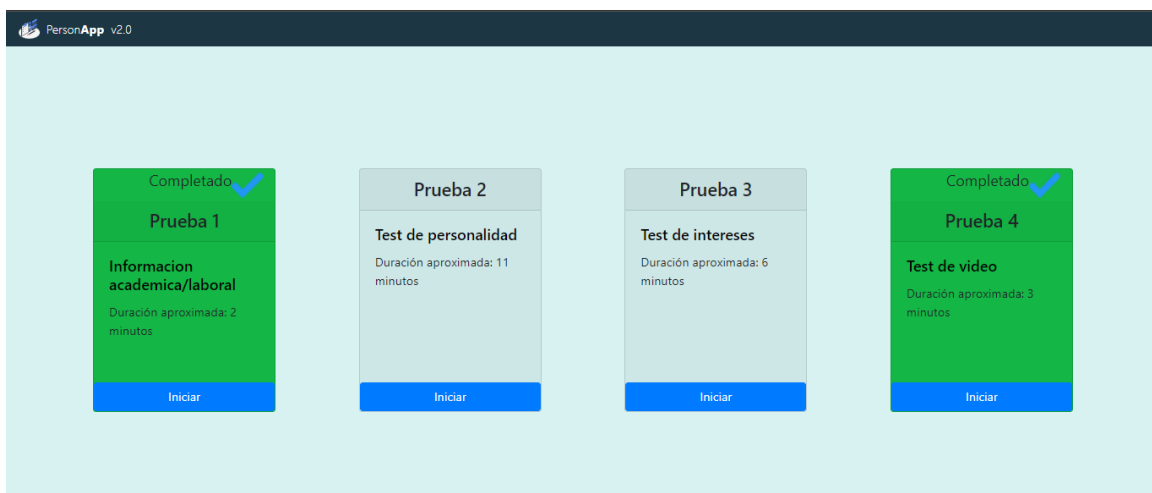 PersonApp v2.0
Completado
Prueba 1
Informacion
academica/laboral
Duración aproximada: 2
minutos
Iniciar
Prueba 2
Test de personalidad
Duración aproximada: 11
minutos
Iniciar
Prueba 3
Test de intereses
Duración aproximada: 6
minutos
Iniciar
Completado
Prueba 4
Test de video
Duración aproximada: 3
minutos
Iniciar